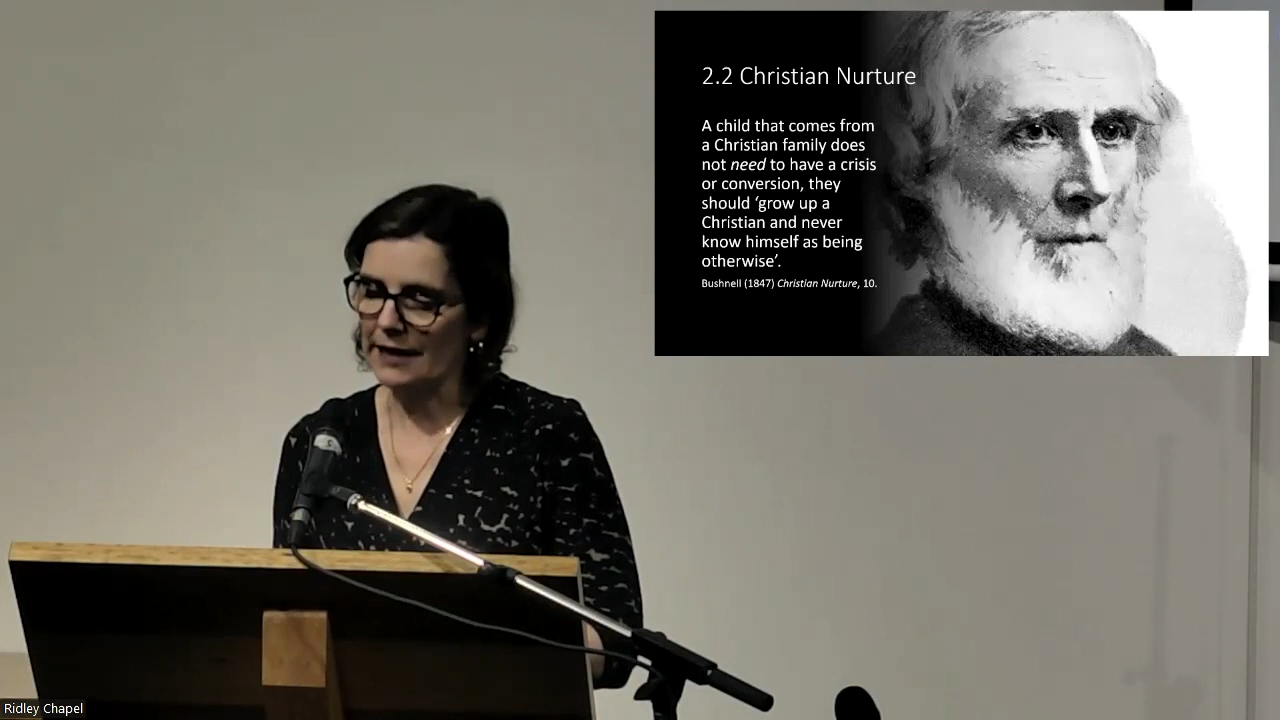 2.2 Christian Nurture
A child that comes from
a Christian family does
not need to have a crisis
or conversion, they
should ‘grow up a
Christian and never
know himself as being
otherwise’.
Bushnell (1847) Christian Nurture, 10.
Ridley Chapel